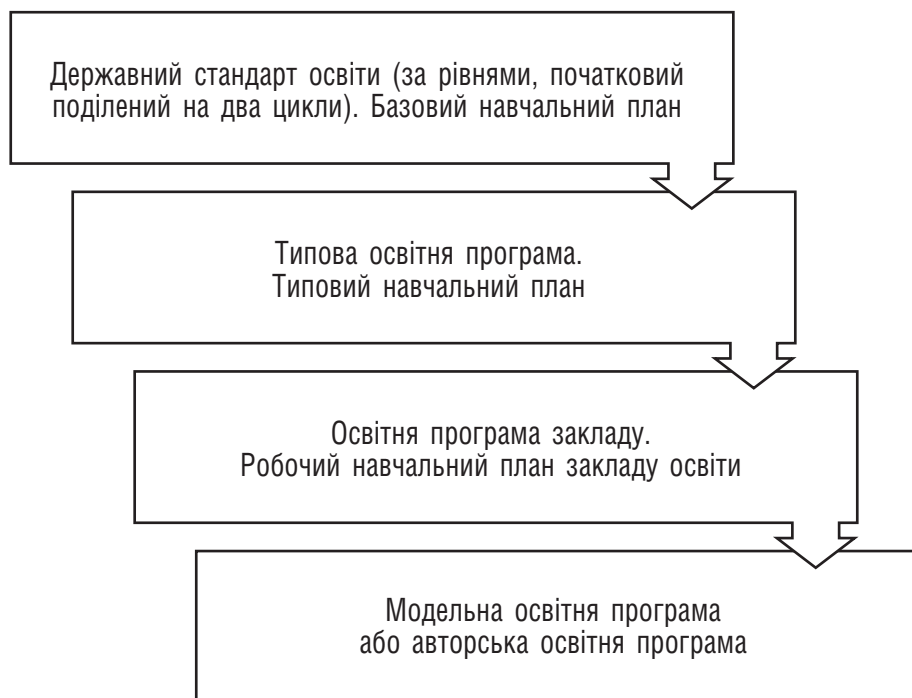 Державний стандарт освіти (за рівнями, початковий
поділений на два цикли). Базовий навчальний план
Типова освітня програма.
Типовий навчальний план
Освітня програма закладу.
Робочий навчальний план закладу освіти
Модельна освітня програма
або авторська освітня програма